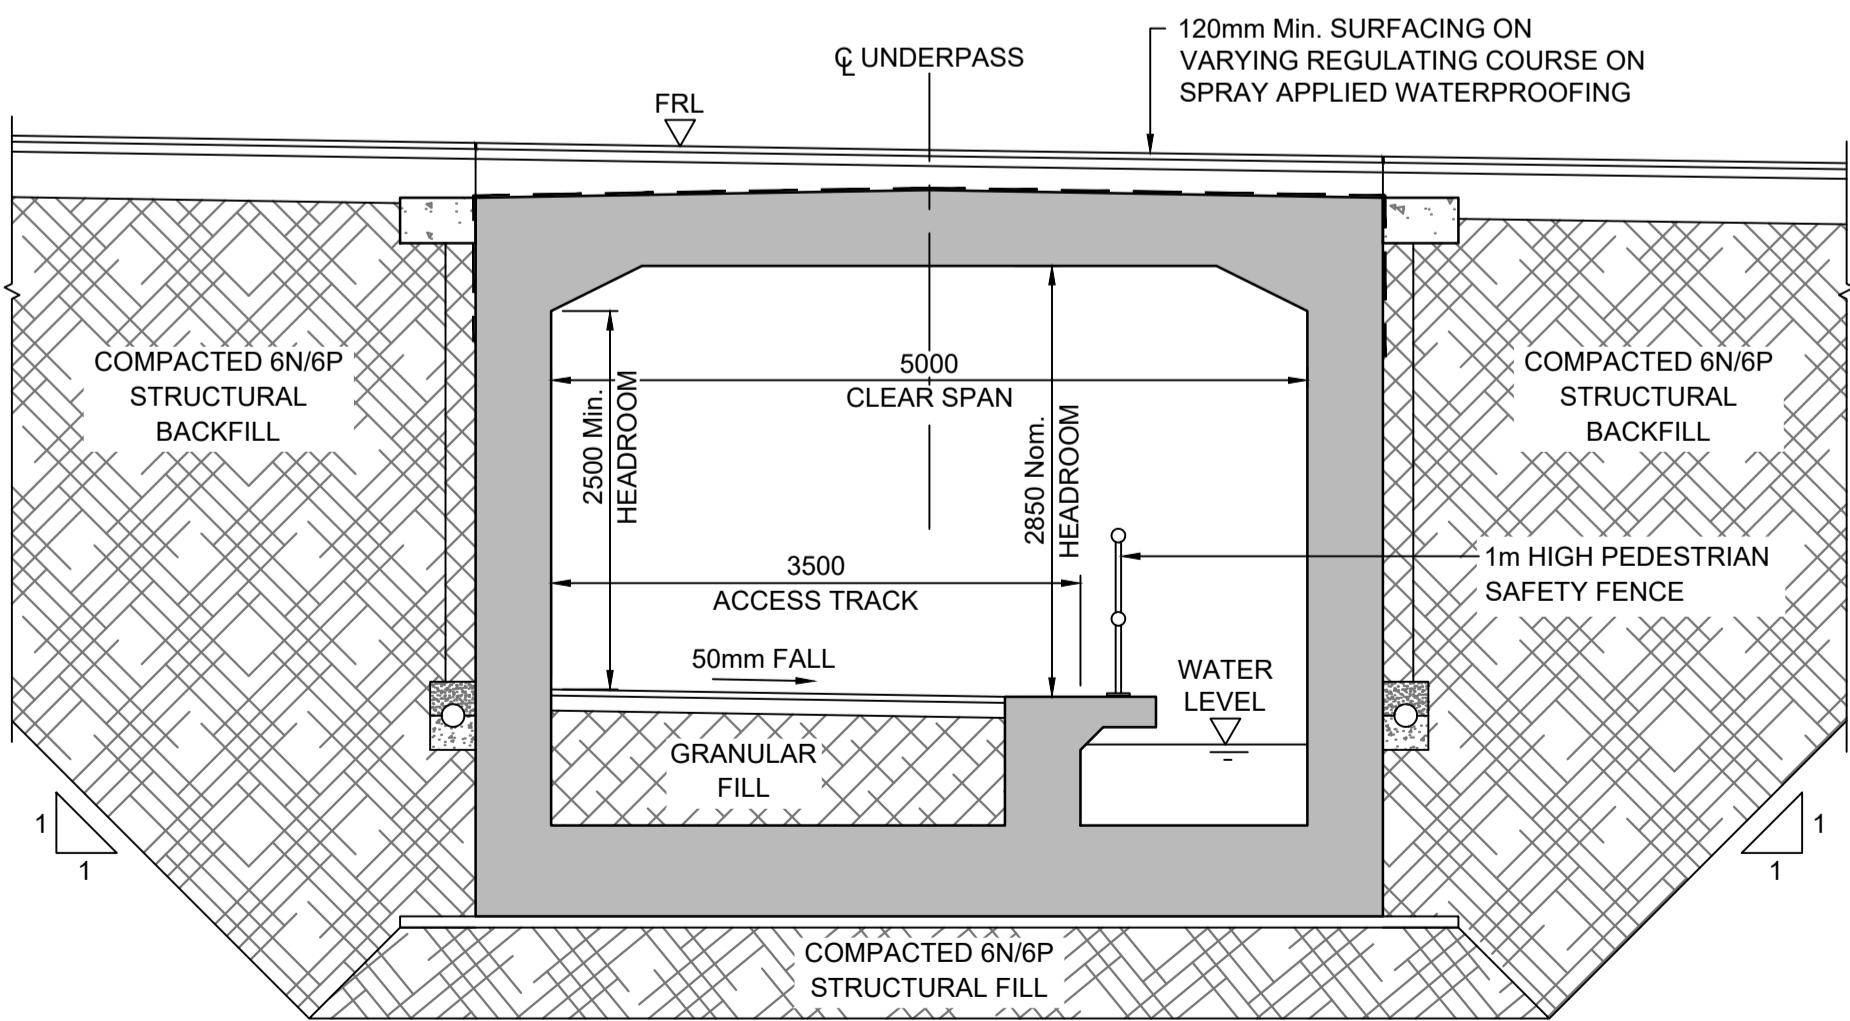 120mm Min. SURFACING ON
VARYING REGULATING COURSE ON
SPRAY APPLIED WATERPROOFING
℄ UNDERPASS
FRL
COMPACTED 6N/6P
STRUCTURAL
BACKFILL
2500 Min.
HEADROOM
5000
CLEAR SPAN
2850 Nom.
HEADROOM
COMPACTED 6N/6P
STRUCTURAL
BACKFILL
3500
ACCESS TRACK
1m HIGH PEDESTRIAN
SAFETY FENCE
50mm FALL
WATER
LEVEL
GRANULAR
FILL
1
1
1
1
COMPACTED 6N/6P
STRUCTURAL FILL